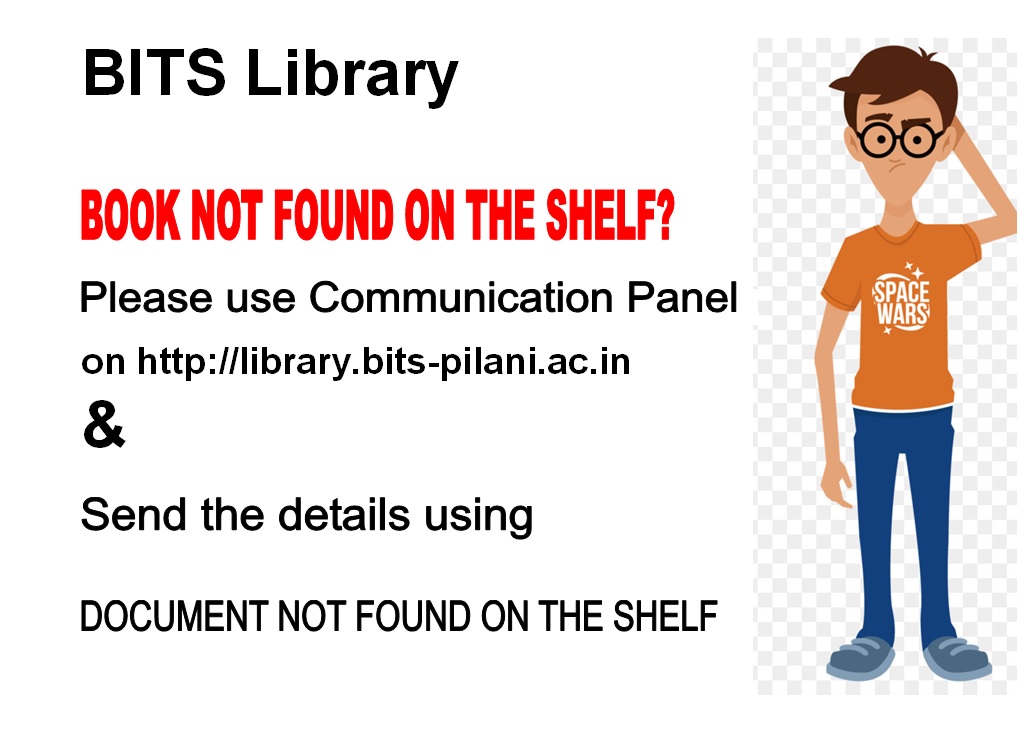 BITS Library
BOOK NOT FOUND ON THE SHELF?
Please use Communication Panel
on http://library.bits-pilani.ac.in
&
Send the details using
DOCUMENT NOT FOUND ON THE SHELF
SPACE
WARS